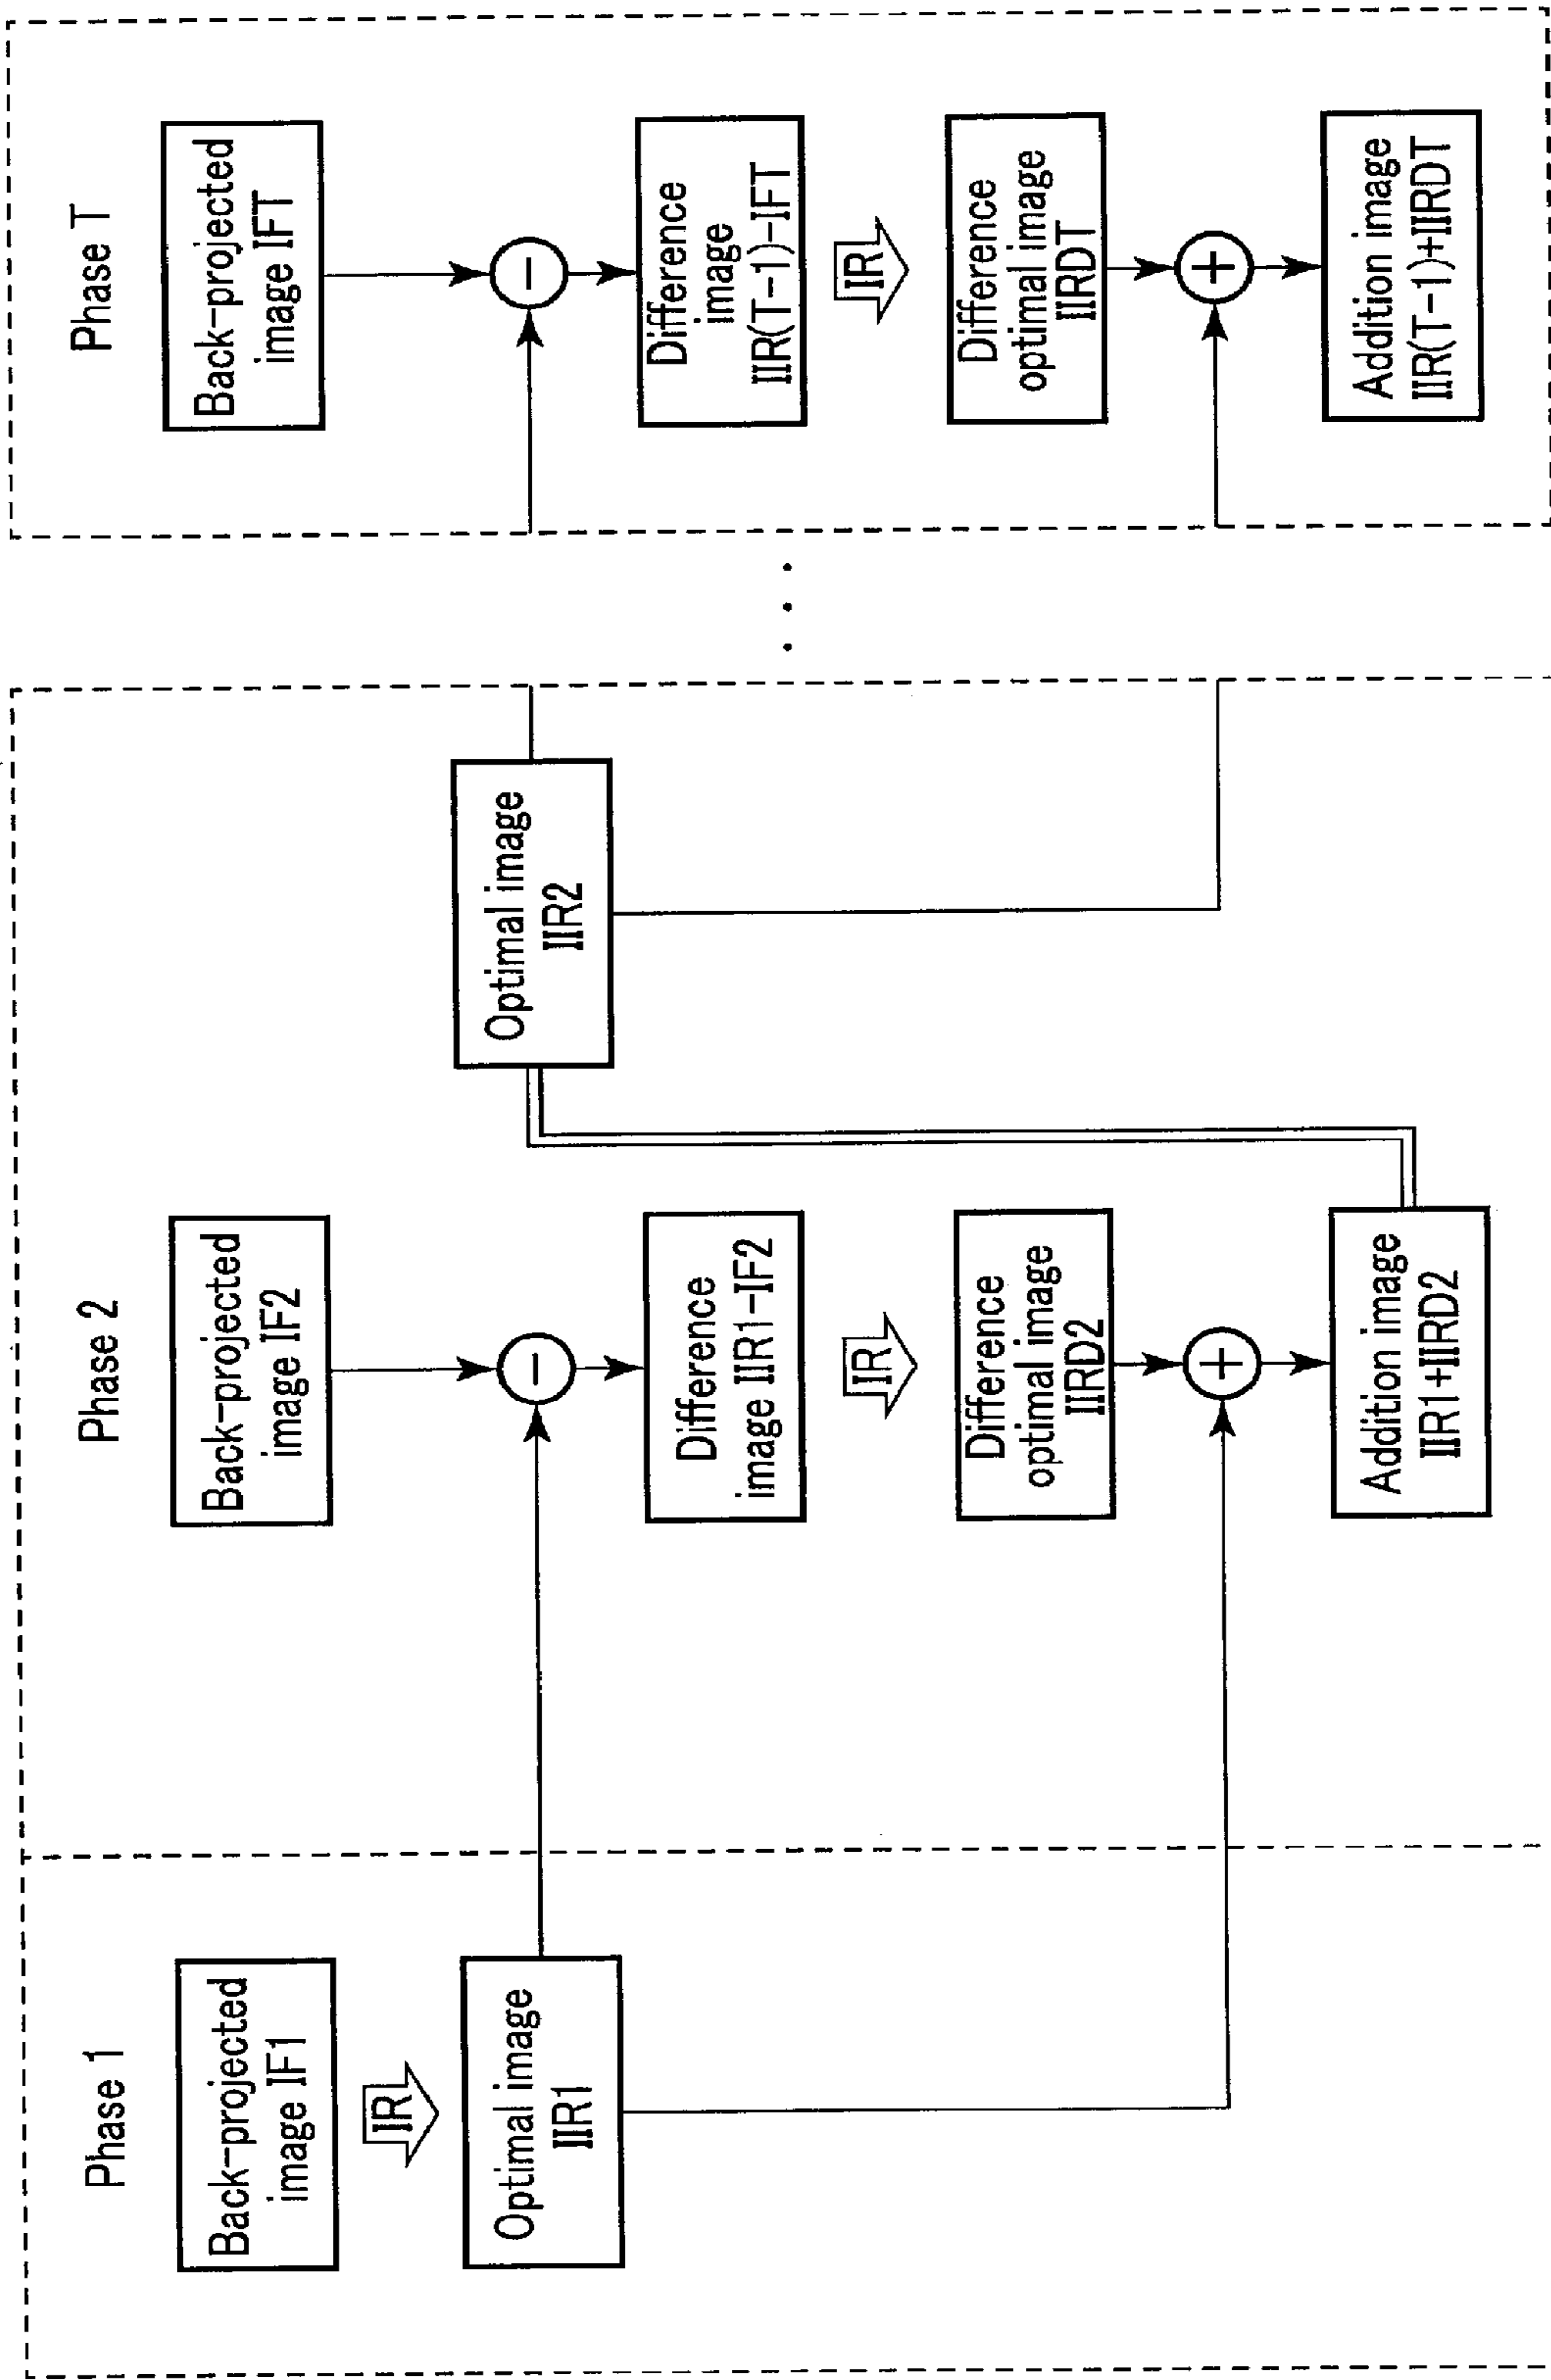 Phase 1
Back-projected
image IF1
IR
Optimal image
IIR1
Phase 2
Back-projected
image IF2
−
Difference
image IIR1-IF2
IR
Difference
optimal image
IIRD2
+
Addition image
IIR1+IIRD2
Optimal image
IIR2
. . .
Phase T
Back-projected
image IFT
−
Difference
image
IIR(T-1)-IFT
IR
Difference
optimal image
IIRDT
+
Addition image
IIR(T-1)+IIRDT